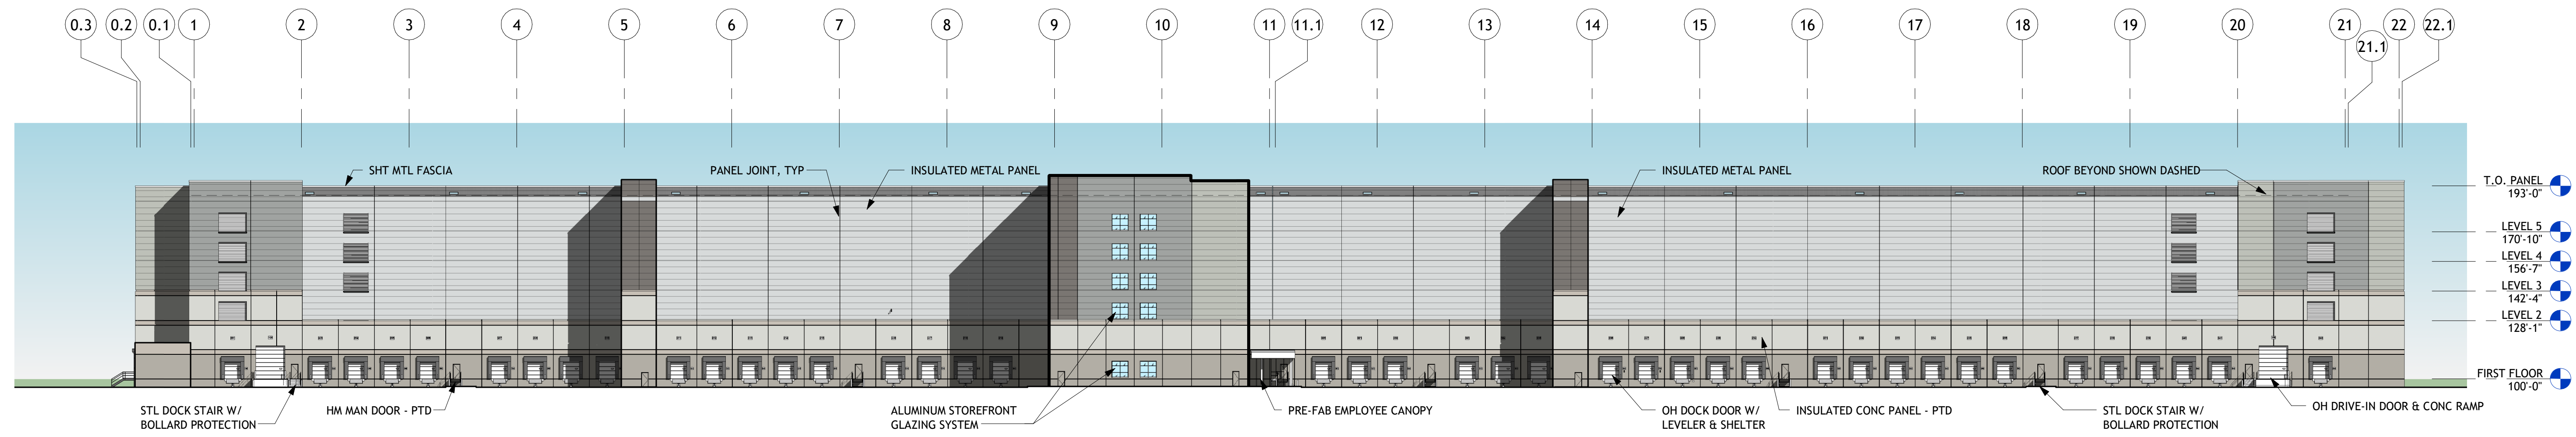 0.3
0.2
0.1
1
2
3
4
5
6
7
8
9
10
11
11.1
12
13
14
15
16
17
18
19
20
21
21.1
22
22.1
SHT MTL FASCIA
PANEL JOINT, TYP
INSULATED METAL PANEL
INSULATED METAL PANEL
ROOF BEYOND SHOWN DASHED
T.O. PANEL
193'-0"
LEVEL 5
170'-10"
LEVEL 4
156'-7"
LEVEL 3
142'-4"
LEVEL 2
128'-1"
FIRST FLOOR
100'-0"
STL DOCK STAIR W/
BOLLARD PROTECTION
HM MAN DOOR - PTD
ALUMINUM STOREFRONT
GLAZING SYSTEM
PRE-FAB EMPLOYEE CANOPY
OH DOCK DOOR W/
LEVELER & SHELTER
INSULATED CONC PANEL - PTD
STL DOCK STAIR W/
BOLLARD PROTECTION
OH DRIVE-IN DOOR & CONC RAMP